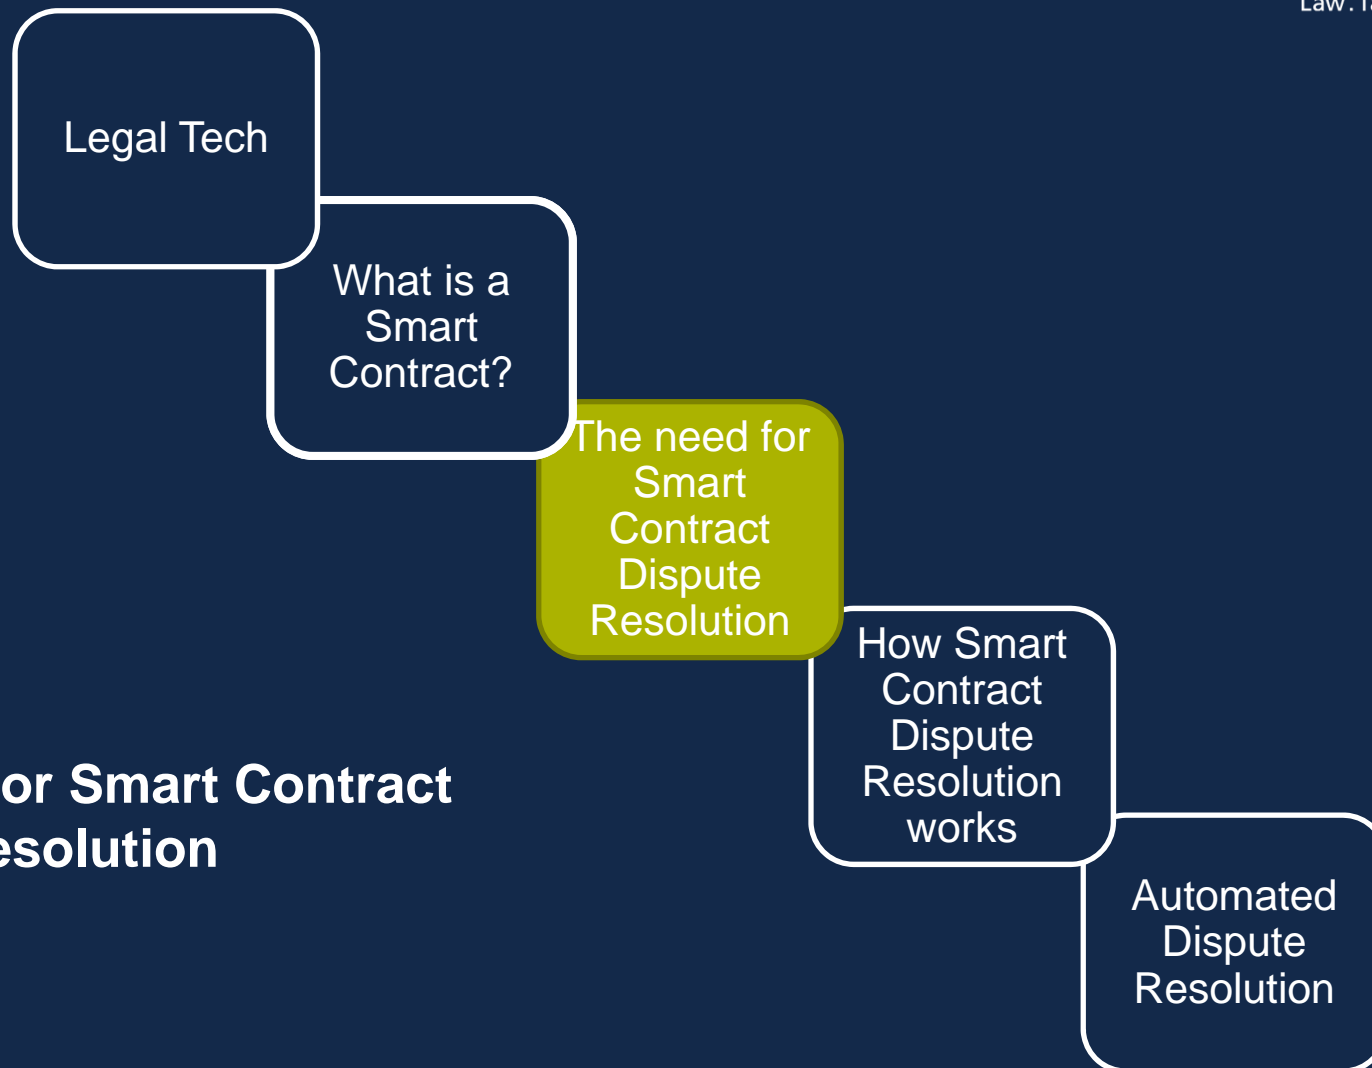 Law.
Legal Tech
What is a
Smart
Contract?
The need for
Smart
Contract
Dispute
Resolution
How Smart
Contract
Dispute
Resolution
works
or Smart Contract
esolution
Automated
Dispute
Resolution